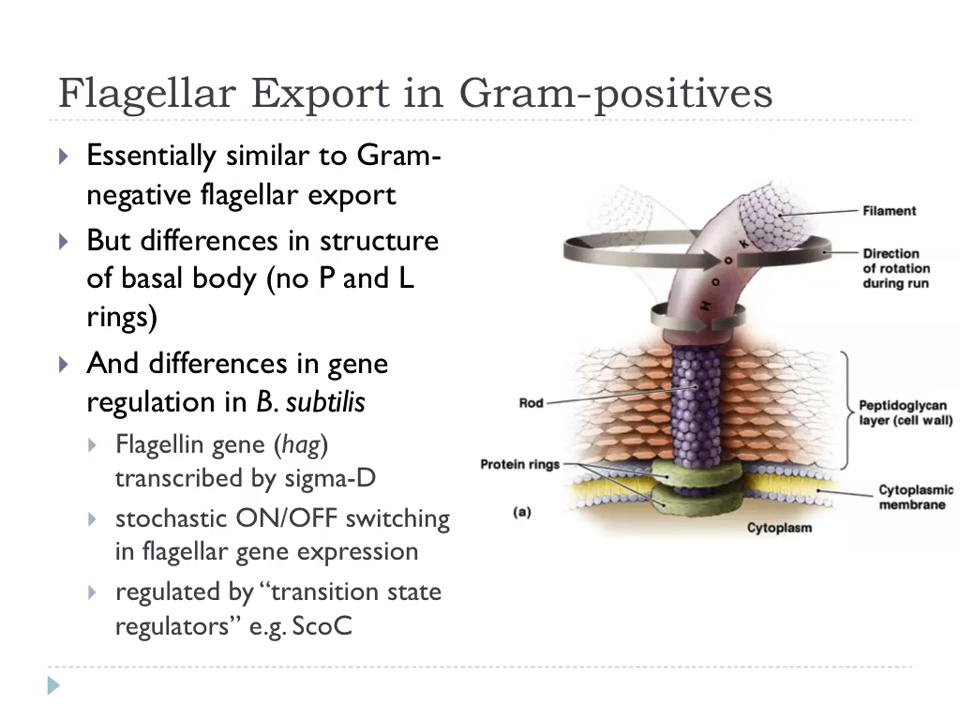 Flagellar Export in Gram-positives
Essentially similar to Gram-
negative flagellar export
But differences in structure
of basal body (no P and L
rings)
And differences in gene
regulation in B. subtilis
Flagellin gene (hag)
transcribed by sigma-D
stochastic ON/OFF switching
in flagellar gene expression
regulated by “transition state
regulators” e.g. ScoC
Filament
Direction
of rotation
during run
Hook
Rod
Peptidoglycan
layer (cell wall)
Protein rings
Cytoplasmic
membrane
(a)
Cytoplasm